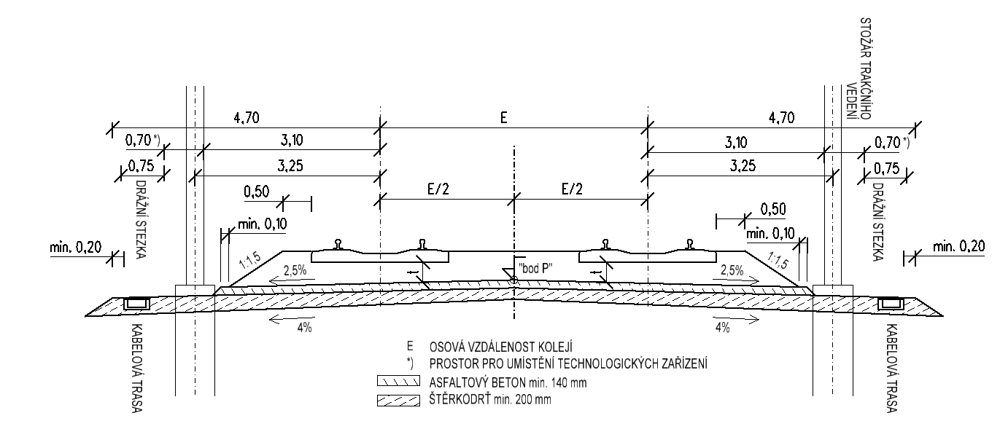 STOŽÁR TRAKČNÍHO
VEDENÍ
4,70
E
4,70
0,70 *)
3,10
3,10
0,70 *)
0,75
3,25
3,25
0,75
DRÁŽNÍ STEZKA
DRÁŽNÍ STEZKA
0,50
E/2
E/2
0,50
min. 0,10
min. 0,10
min. 0,20
min. 0,20
1:1,5
1:1,5
2,5%
t
"bod P"
t
2,5%
4%
4%
KABELOVÁ TRASA
KABELOVÁ TRASA
E OSOVÁ VZDÁLENOST KOLEJÍ
*) PROSTOR PRO UMÍSTĚNÍ TECHNOLOGICKÝCH ZAŘÍZENÍ
ASFALTOVÝ BETON min. 140 mm
ŠTĚRKODRŤ min. 200 mm